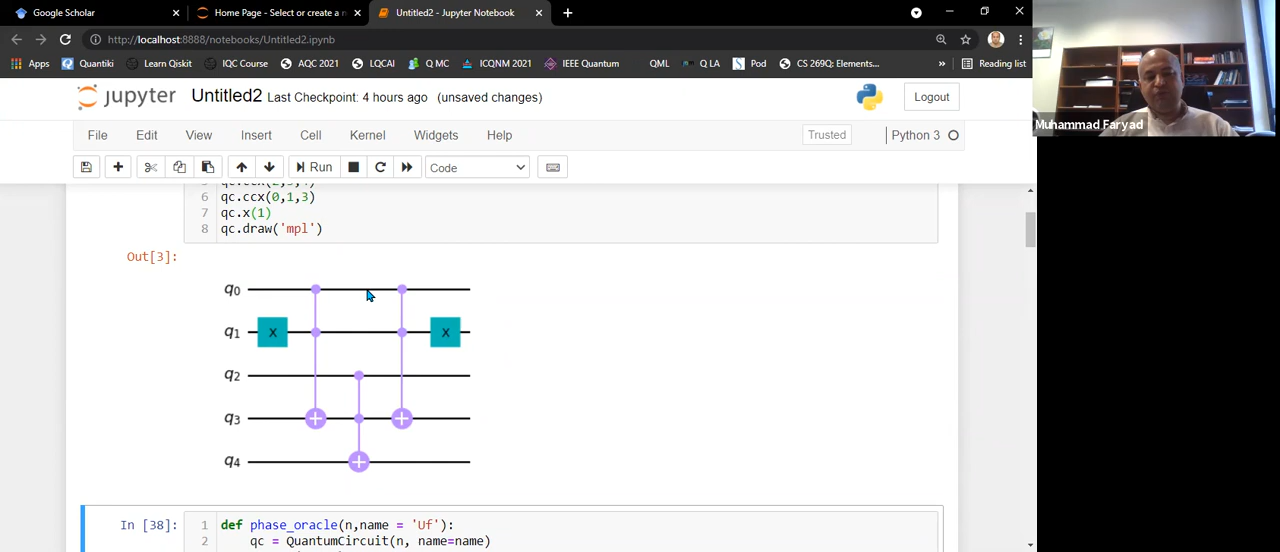 Google Scholar
Home Page - Select or create a n
Untitled2 - Jupyter Notebook
http://localhost:8888/notebooks/Untitled2.ipynb
Apps Quantiki Learn Qiskit IQC Course AQC 2021 LQCAI Q MC ICQNM 2021 IEEE Quantum QML Q LA Pod CS 269Q: Elements... » Reading list
Muhammad Faryad
jupyter Untitled2 Last Checkpoint: 4 hours ago (unsaved changes) Logout
File Edit View Insert Cell Kernel Widgets Help Trusted Python 3
Run Code
6 qc.ccx(0,1,3)
7 qc.x(1)
8 qc.draw('mpl')
Out[3]:
q0
q1 X X
q2
q3
q4
In [38]: 1 def phase_oracle(n,name = 'Uf'):
2 qc = QuantumCircuit(n, name=name)